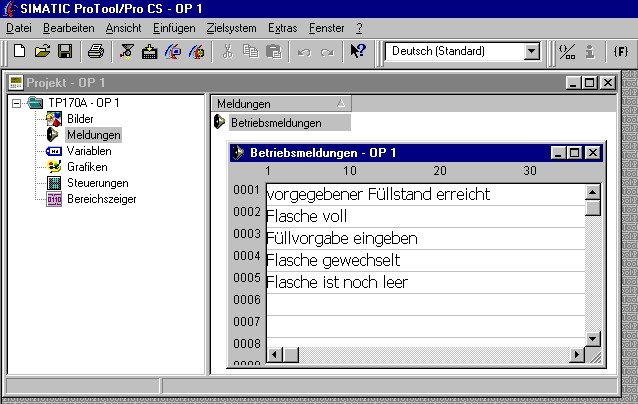 SIMATIC ProTool/Pro CS - OP 1
Datei Bearbeiten Ansicht Einfügen Zielsystem Extras Fenster ?
Deutsch (Standard)
{F}
Projekt - OP 1
TP170A - OP 1
Bilder
Meldungen
Variablen
Grafiken
Steuerungen
Bereichszeiger
Meldungen
Betriebsmeldungen
Betriebsmeldungen - OP 1
1 10 20 30
0001 vorgegebener Füllstand erreicht
0002 Flasche voll
0003 Füllvorgabe eingeben
0004 Flasche gewechselt
0005 Flasche ist noch leer
0006
0007
0008